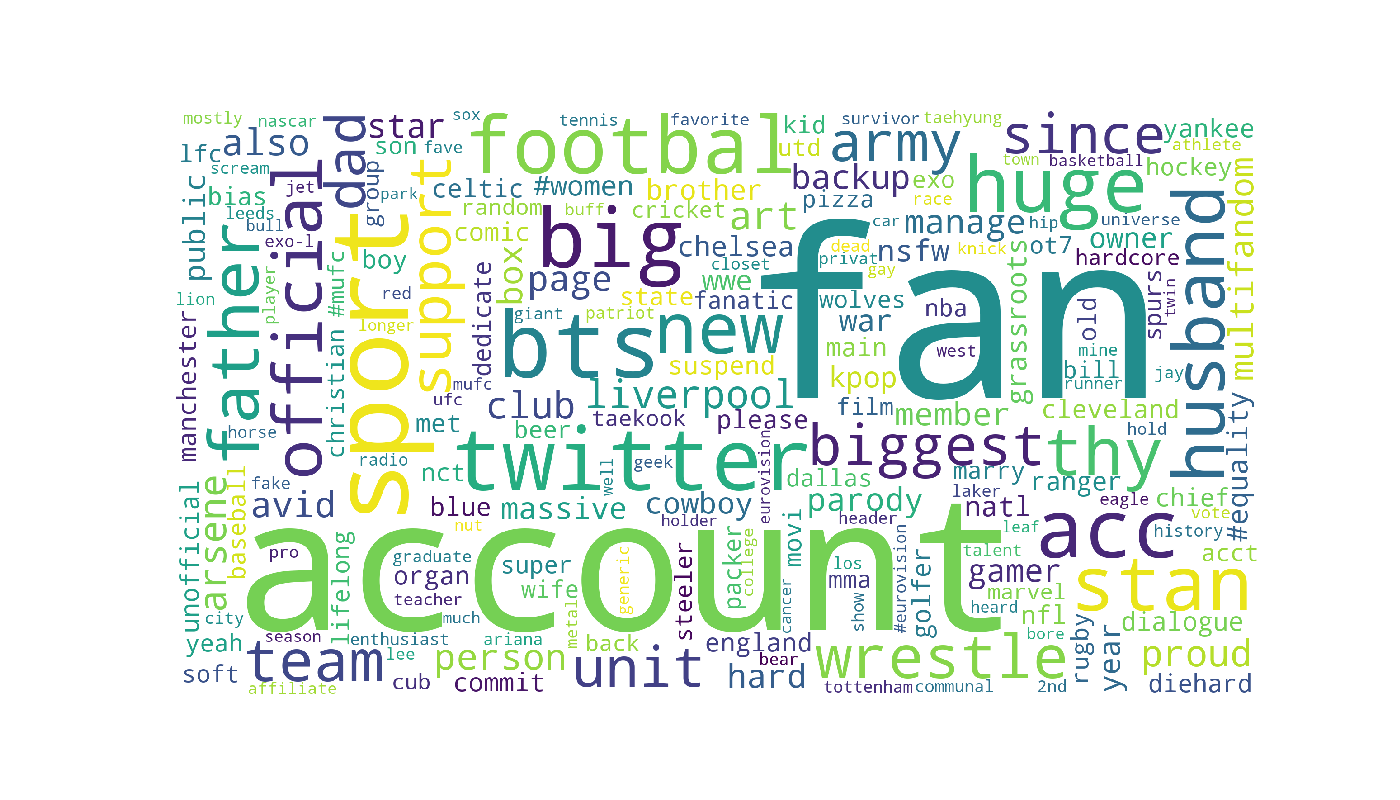 mostly
nascar
sox
tennis
favorite
survivor
taehyung
lfc
also
dad
star
son
fave
footbal
kid
utd
army
since
yankee
athlete
scream
official
jet
group
park
support
celtic
#women
brother
backup
exo
town
basketball
hockey
public
bias
leeds
bull
exo-l
father
sport
random
buff
cricket
art
pizza
race
huge
multifandom
husband
comic
box
big
chelsea
fan
car
manage
hip
universe
dead
nsfw
knick
ot7
owner
boy
player
christian
#mufc
page
closet
wwe
privat
gay
hardcore
lion
red
longer
dedicate
state
fanatic
wolves
grassroots
spurs
twin
giant
patriot
bts
new
war
nba
old
manchester
main
west
mine
suspend
kpop
bill
runner
jay
mufc
ufc
club
liverpool
film
member
cleveland
hold
horse
met
beer
taekook
please
biggest
thy
#equality
radio
nct
twitter
geek
well
eurovision
dallas
marry
ranger
arsene
baseball
fake
avid
blue
massive
cowboy
parody
laker
natl
eagle
chief
vote
unofficial
account
nut
holder
header
acc
leaf
history
pro
lifelong
graduate
super
generic
steeler
packer
college
movi
los
#eurovision
golfer
talent
acct
organ
wife
mma
gamer
stan
teacher
metal
cancer
show
heard
marvel
city
much
nfl
dialogue
yeah
season
enthusiast
ariana
back
england
bore
rugby
year
soft
team
lee
person
unit
bear
hard
wrestle
proud
affiliate
cub
commit
tottenham
communal
2nd
diehard